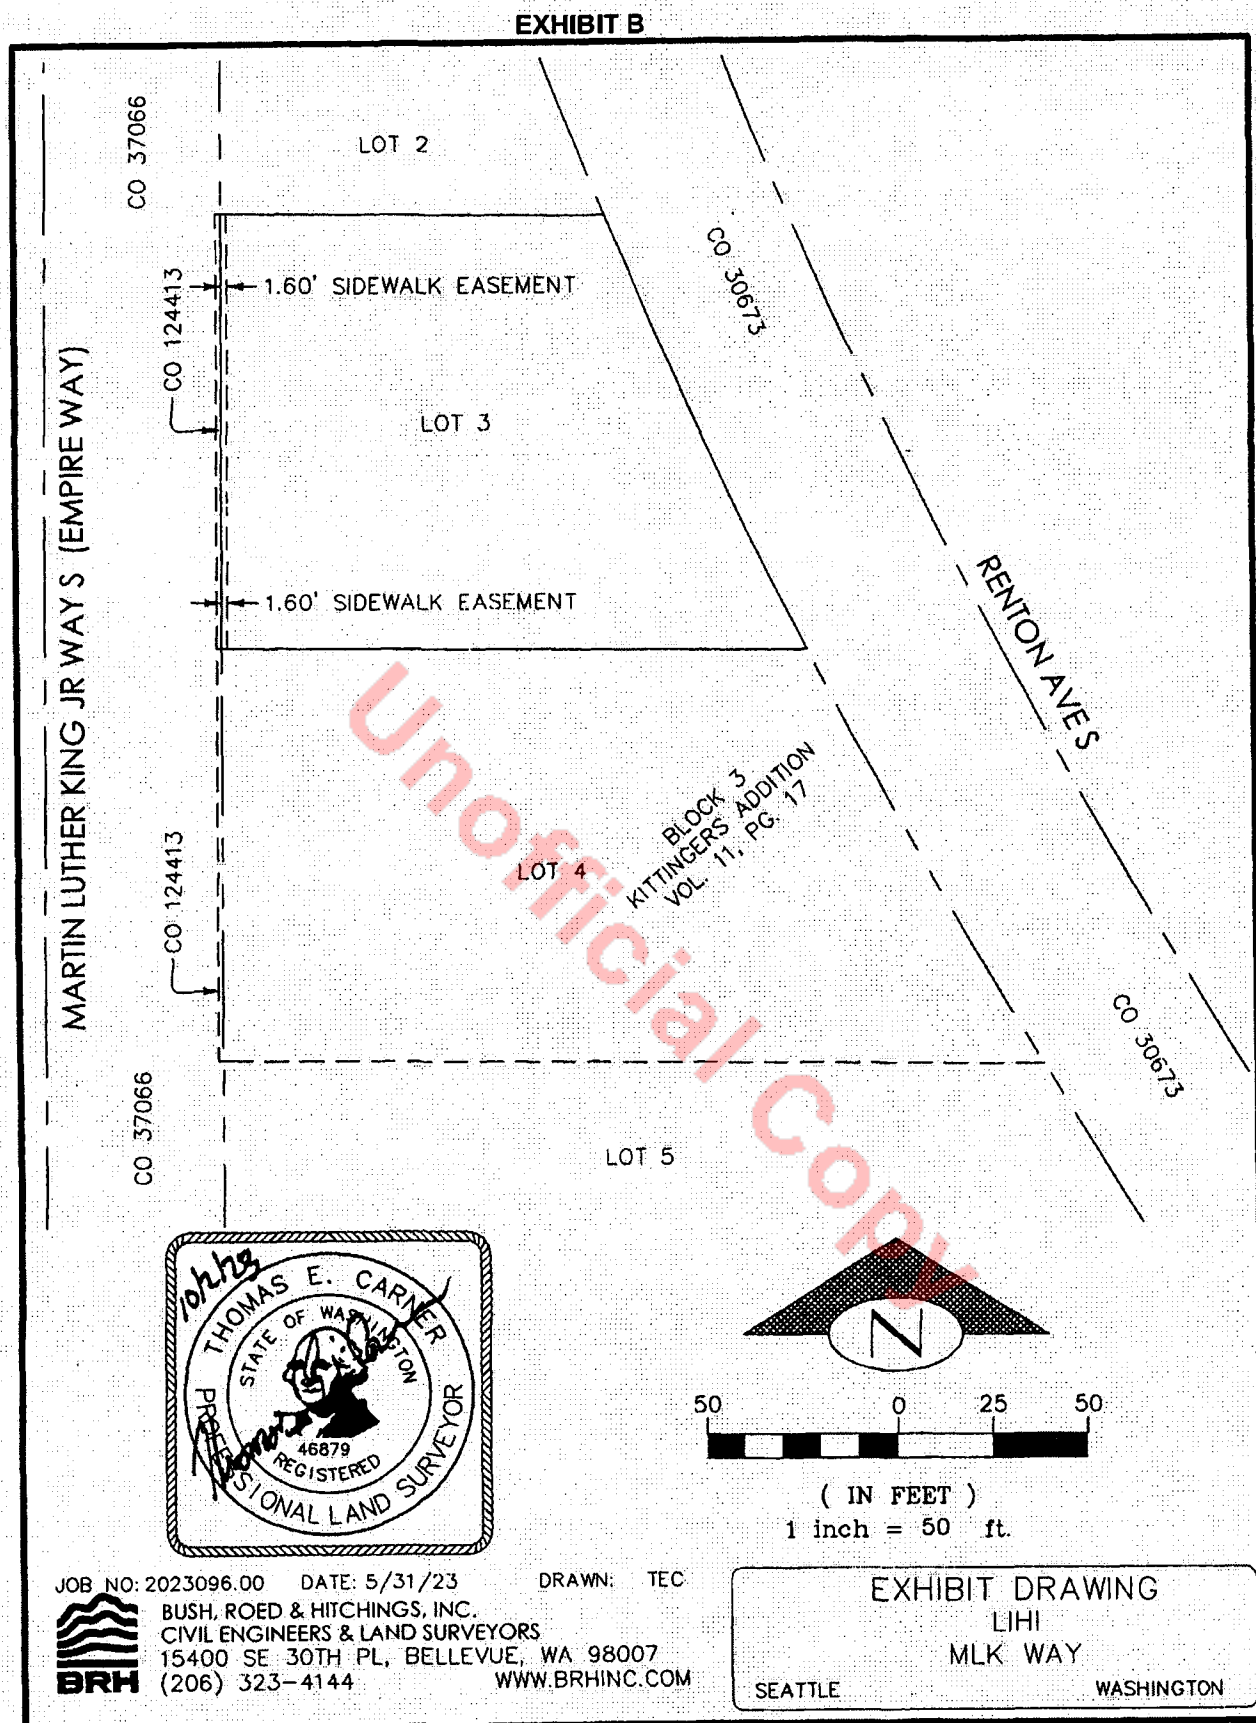 EXHIBIT B
CO 37066
LOT 2
CO 30673
CO 124413
1.60' SIDEWALK EASEMENT
LOT 3
MARTIN LUTHER KING JR WAY S (EMPIRE WAY)
1.60' SIDEWALK EASEMENT
RENTON AVE S
BLOCK 3
KITTINGERS ADDITION
VOL. 11, PG. 17
CO 124413
LOT 4
CO 30673
CO 37066
LOT 5
Unofficial Copy
THOMAS E. CARNER
STATE OF WASHINGTON
46879
REGISTERED
PROFESSIONAL LAND SURVEYOR
N
50 0 25 50
( IN FEET )
1 inch = 50 ft.
JOB NO: 2023096.00 DATE: 5/31/23 DRAWN: TEC
BUSH, ROED & HITCHINGS, INC.
CIVIL ENGINEERS & LAND SURVEYORS
15400 SE 30TH PL, BELLEVUE, WA 98007
BRH (206) 323-4144 WWW.BRHINC.COM
EXHIBIT DRAWING
LIHI
MLK WAY
SEATTLE WASHINGTON